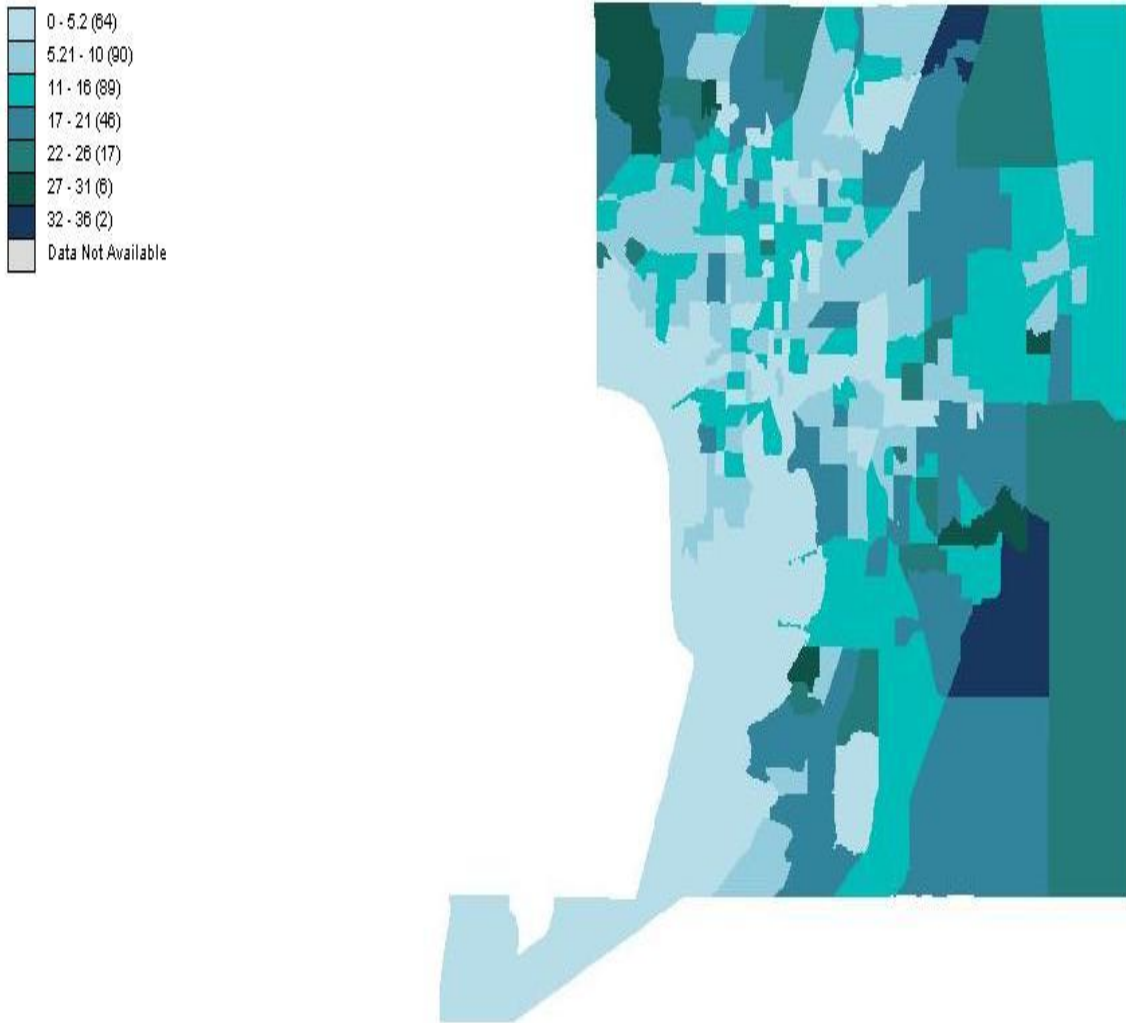 0 - 5.2 (64)
5.21 - 10 (90)
11 - 16 (89)
17 - 21 (46)
22 - 26 (17)
27 - 31 (6)
32 - 36 (2)
Data Not Available